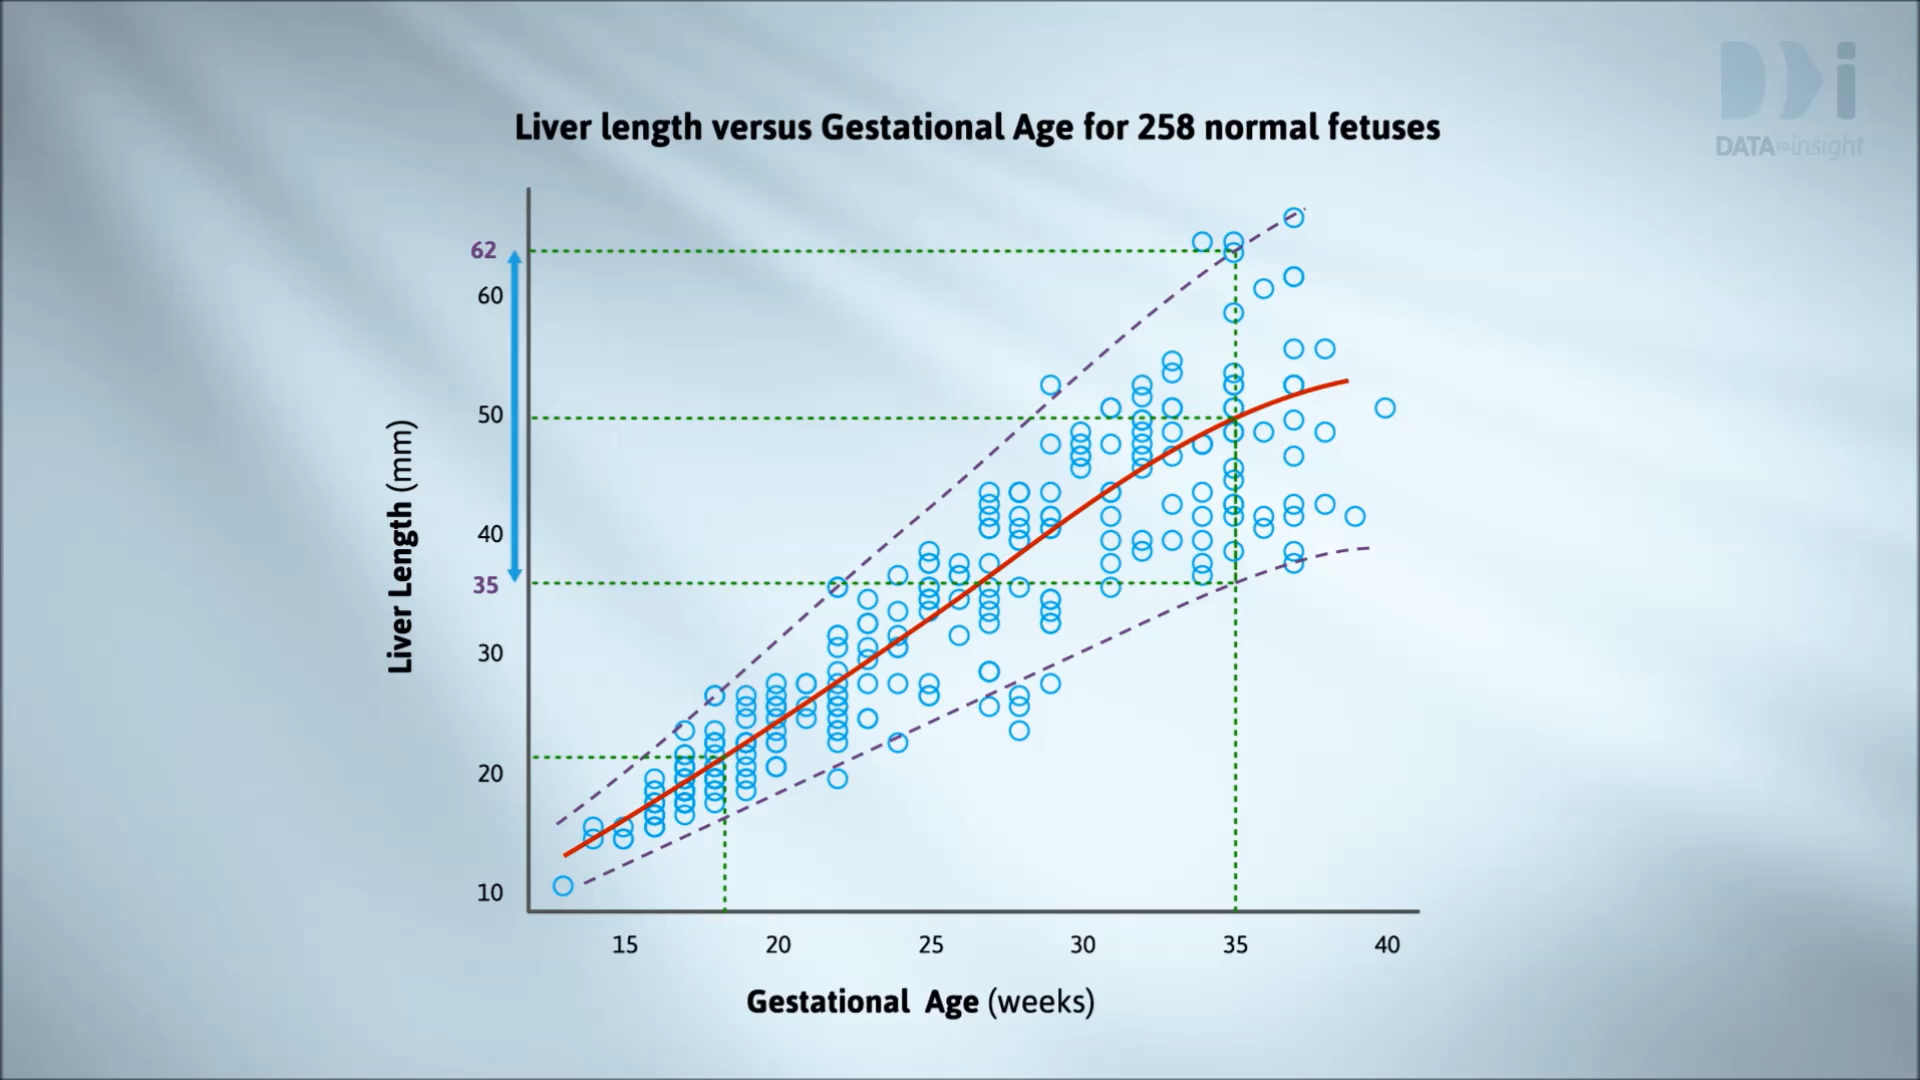 Liver length versus Gestational Age for 258 normal fetuses
DATA to insight
62
60
50
40
35
30
20
10
Liver Length (mm)
15 20 25 30 35 40
Gestational Age (weeks)